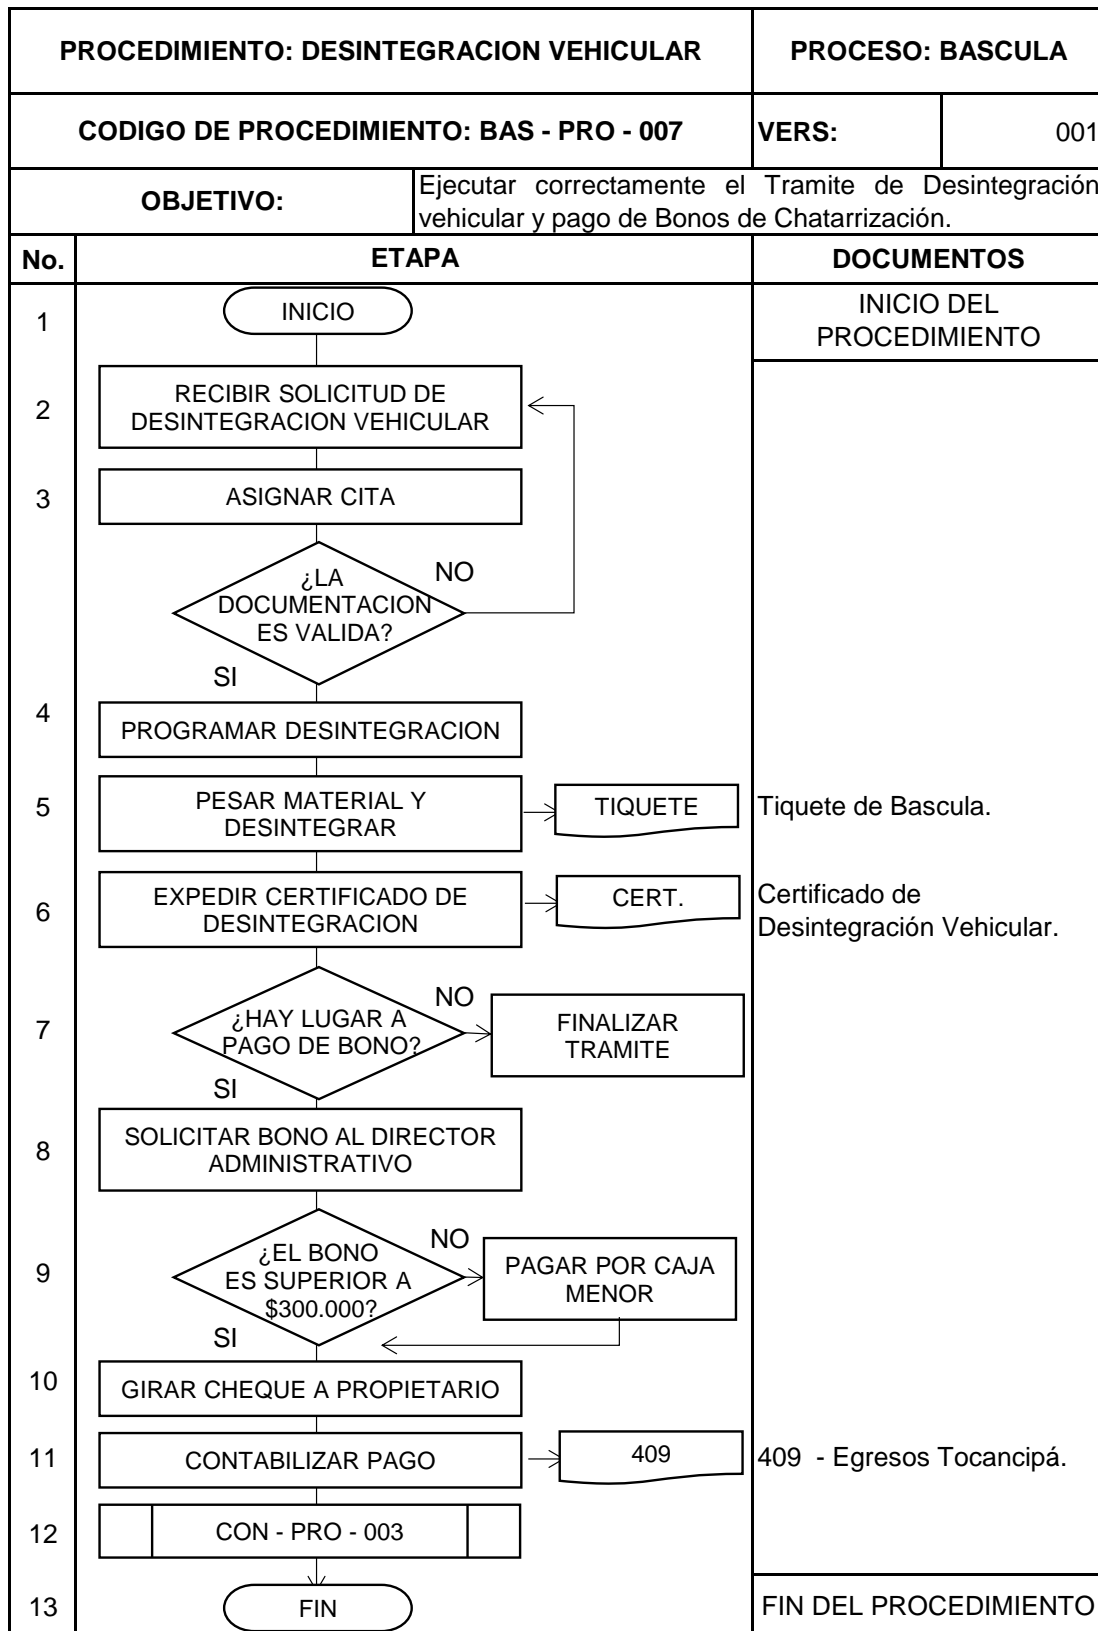 PROCEDIMIENTO: DESINTEGRACION VEHICULAR
PROCESO: BASCULA
CODIGO DE PROCEDIMIENTO: BAS - PRO - 007
VERS:
001
OBJETIVO:
Ejecutar correctamente el Tramite de Desintegración
vehicular y pago de Bonos de Chatarrización.
No.
ETAPA
DOCUMENTOS
1
INICIO
INICIO DEL
PROCEDIMIENTO
2
RECIBIR SOLICITUD DE
DESINTEGRACION VEHICULAR
3
ASIGNAR CITA
¿LA
DOCUMENTACION
ES VALIDA?
NO
SI
4
PROGRAMAR DESINTEGRACION
5
PESAR MATERIAL Y
DESINTEGRAR
TIQUETE
Tiquete de Bascula.
6
EXPEDIR CERTIFICADO DE
DESINTEGRACION
CERT.
Certificado de
Desintegración Vehicular.
7
¿HAY LUGAR A
PAGO DE BONO?
NO
FINALIZAR
TRAMITE
SI
8
SOLICITAR BONO AL DIRECTOR
ADMINISTRATIVO
9
¿EL BONO
ES SUPERIOR A
$300.000?
NO
PAGAR POR CAJA
MENOR
SI
10
GIRAR CHEQUE A PROPIETARIO
11
CONTABILIZAR PAGO
409
409  - Egresos Tocancipá.
12
CON - PRO - 003
13
FIN
FIN DEL PROCEDIMIENTO